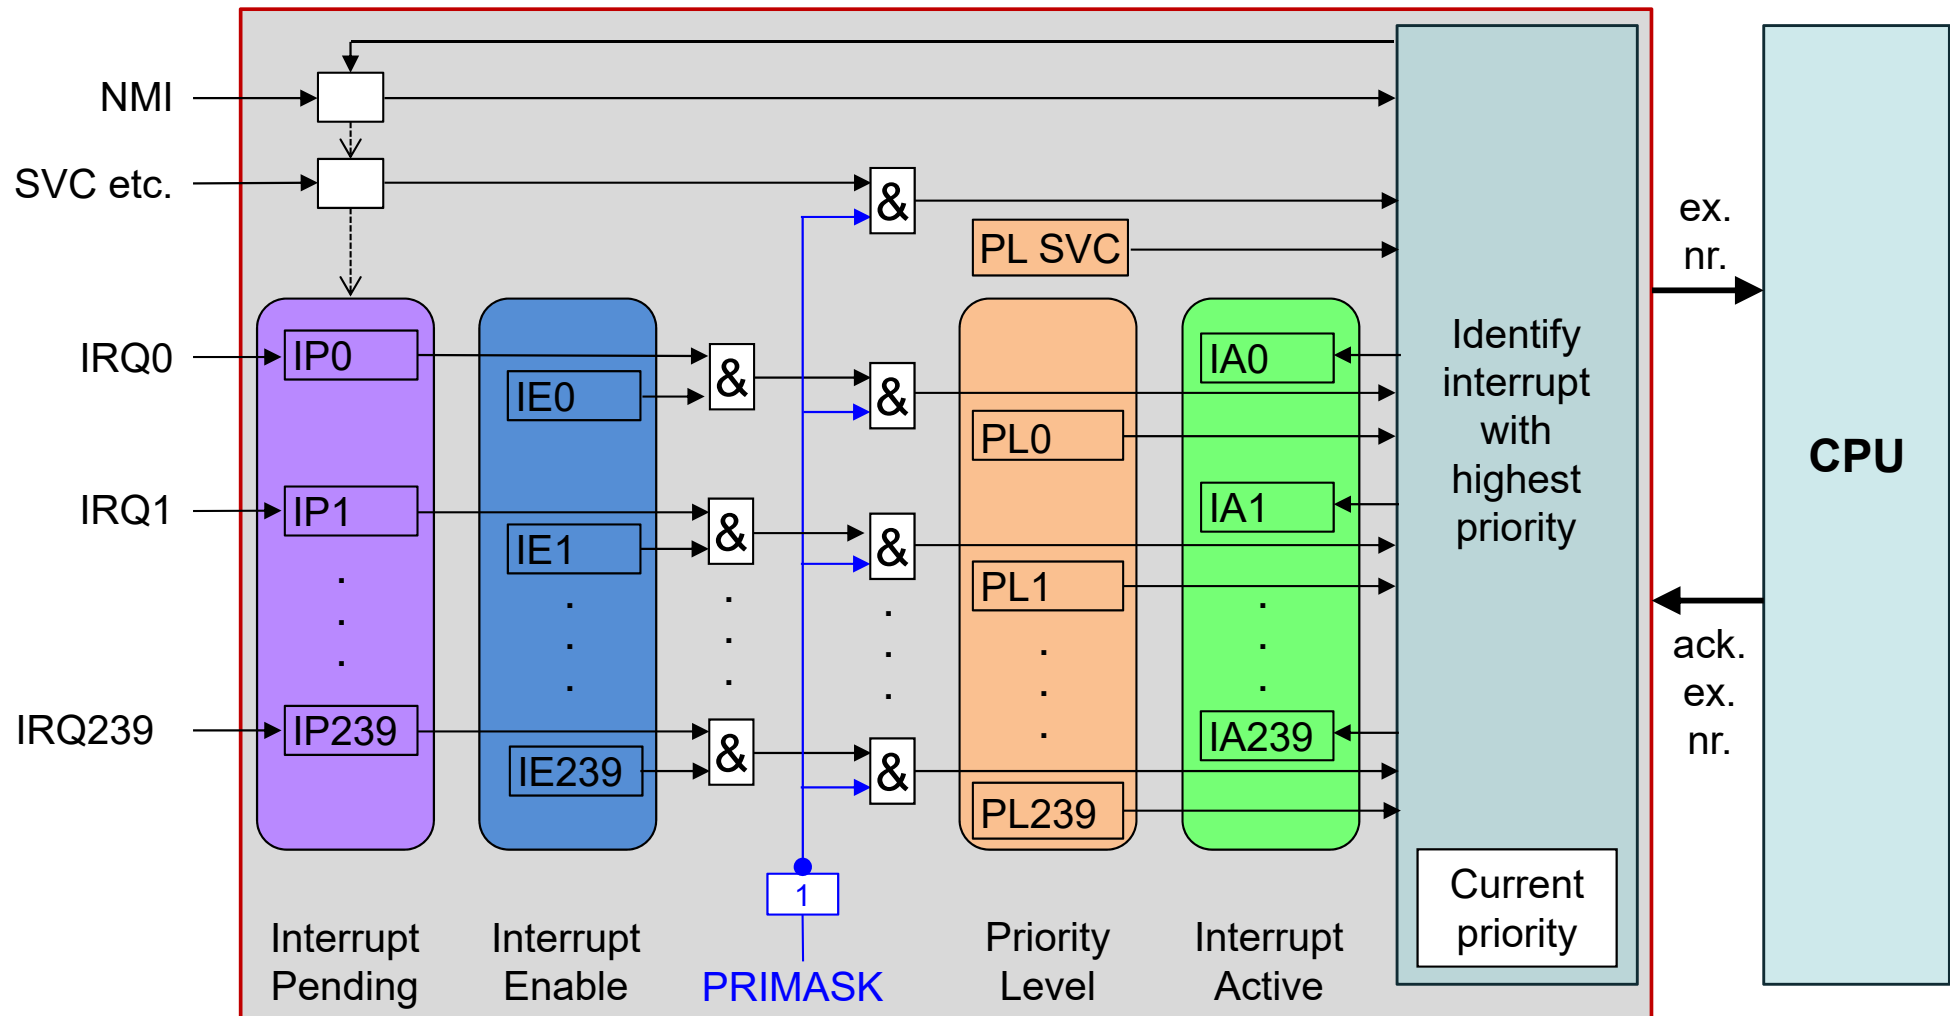 NMI
SVC etc.
&
PL SVC
ex.
nr.
IRQ0
IP0
IE0
&
&
PL0
IA0
Identify
interrupt
with
highest
priority
CPU
IRQ1
IP1
IE1
&
&
PL1
IA1
ack.
ex.
nr.
IRQ239
IP239
IE239
&
&
PL239
IA239
1
Current
priority
Interrupt
Pending
Interrupt
Enable
PRIMASK
Priority
Level
Interrupt
Active